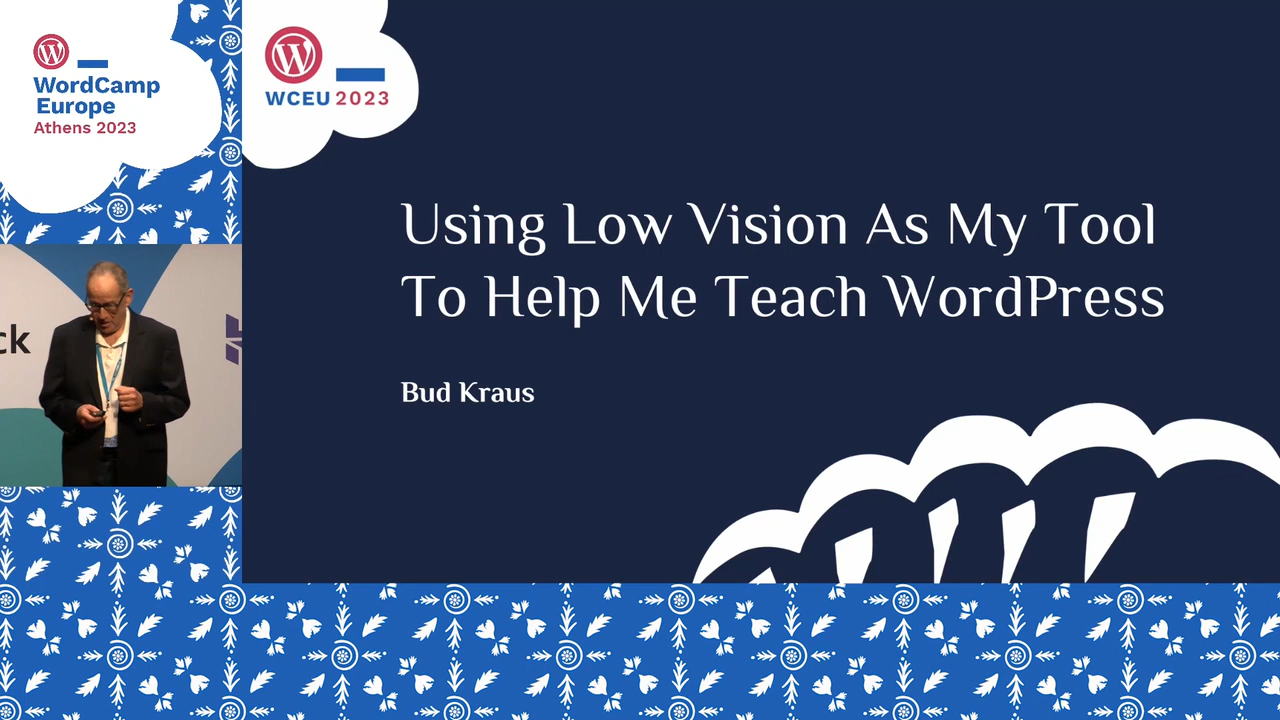 WordCamp
Europe
Athens 2023
WCEU 2023
Using Low Vision As My Tool
To Help Me Teach WordPress
Bud Kraus
ck